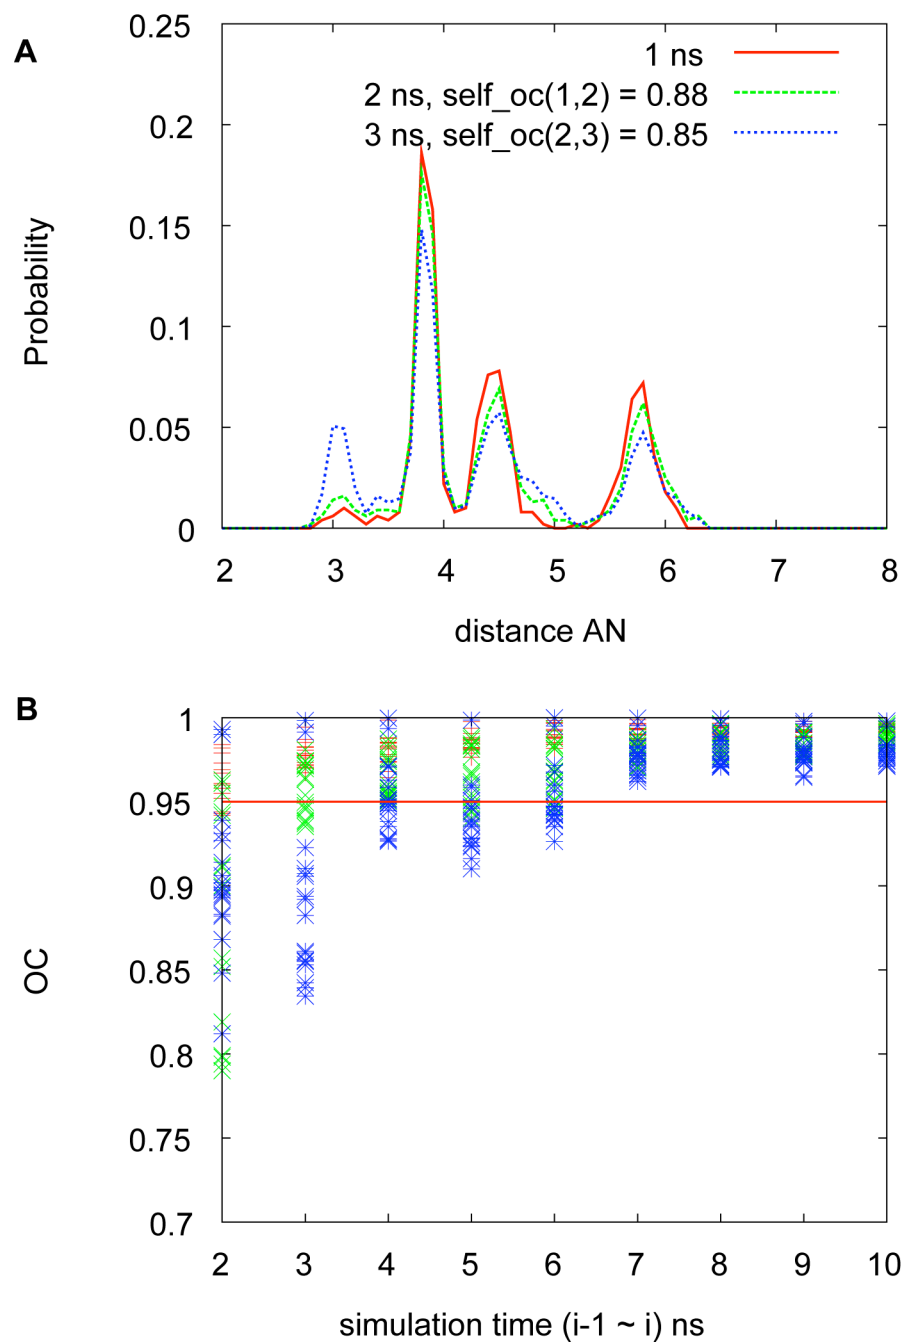 A
0.25
0.2
0.15
0.1
0.05
0
Probability
1 ns
2 ns, self_oc(1,2) = 0.88
3 ns, self_oc(2,3) = 0.85
2 3 4 5 6 7 8
distance AN
B
1
0.95
0.9
0.85
0.8
0.75
0.7
OC
2 3 4 5 6 7 8 9 10
simulation time (i-1 ~ i) ns